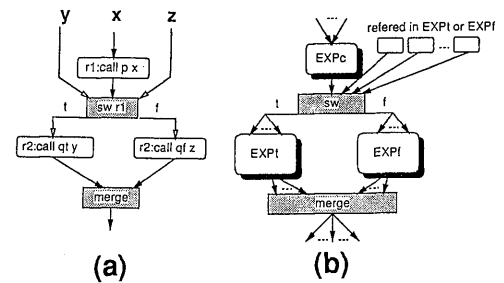 y x z
r1:call p x
t sw r1 f
r2:call qt y r2:call qf z
merge
(a)
...
refered in EXPt or EXPf
EXPc
...
t sw f
... ...
EXPt EXPf
... ...
merge
... ...
(b)